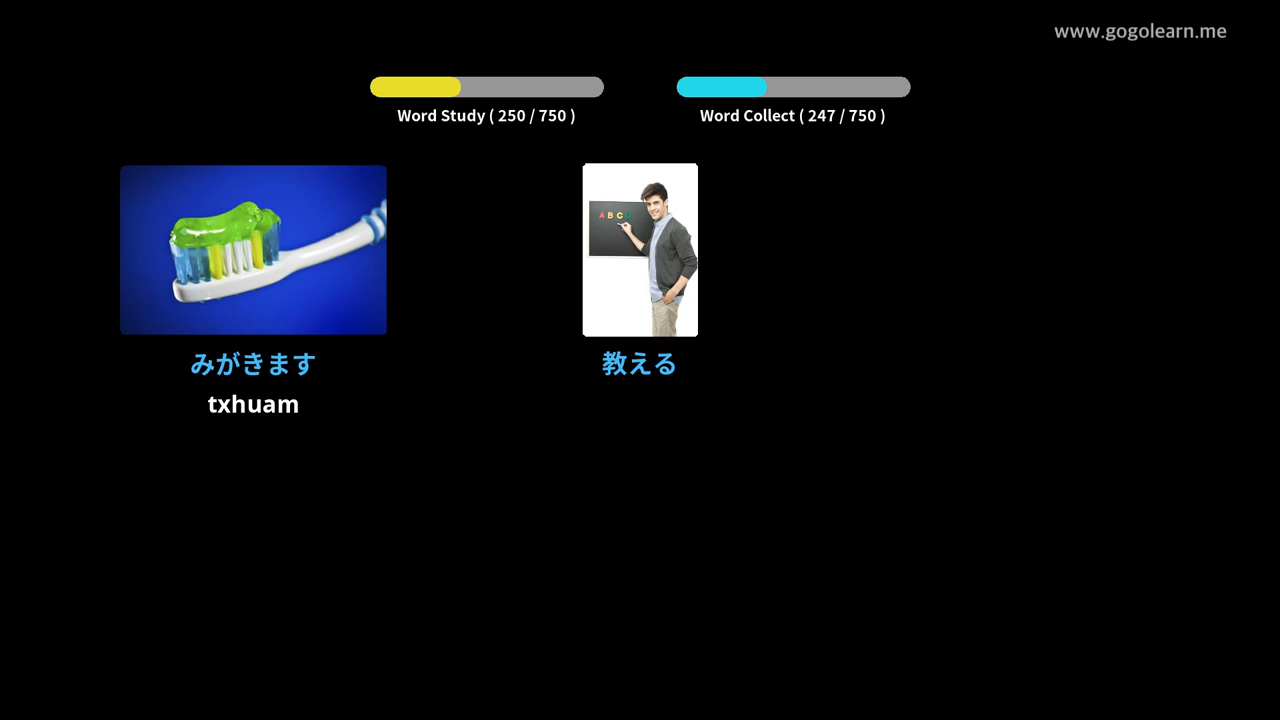 www.gogolearn.me
Word Study ( 250 / 750 )
Word Collect ( 247 / 750 )
A B C
みがきます
教える
txhuam